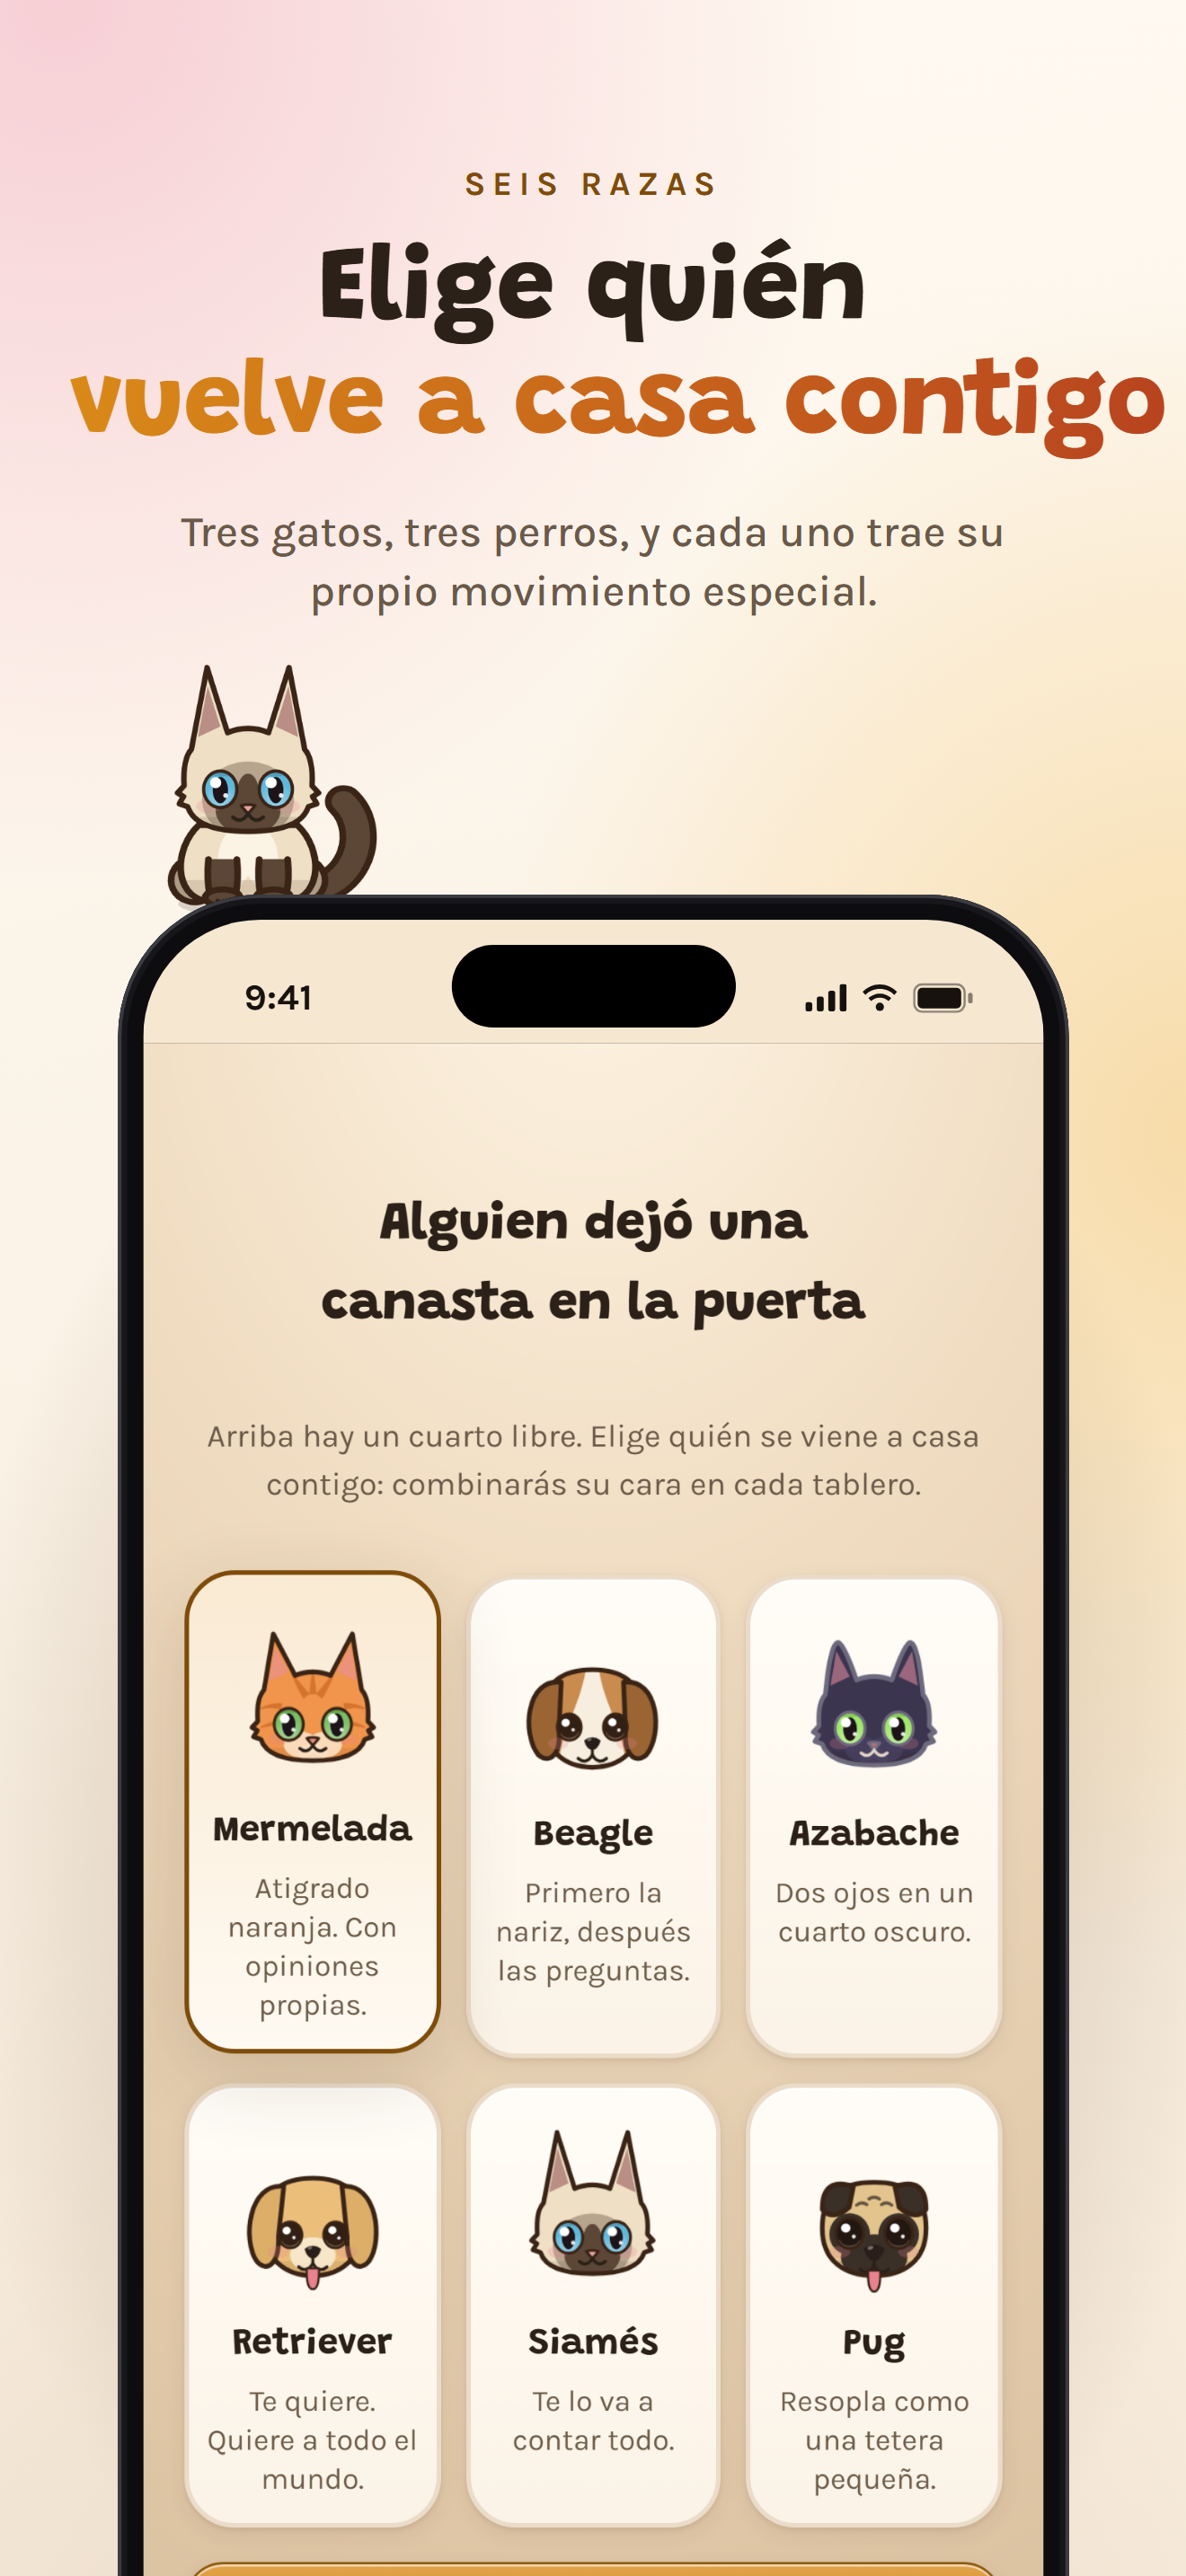 SEIS RAZAS
Elige quién
vuelve a casa contigo
Tres gatos, tres perros, y cada uno trae su
propio movimiento especial.
9:41
Alguien dejó una
canasta en la puerta
Arriba hay un cuarto libre. Elige quién se viene a casa
contigo: combinarás su cara en cada tablero.
Mermelada
Atigrado
naranja. Con
opiniones
propias.
Beagle
Primero la
nariz, después
las preguntas.
Azabache
Dos ojos en un
cuarto oscuro.
Retriever
Te quiere.
Quiere a todo el
mundo.
Siamés
Te lo va a
contar todo.
Pug
Resopla como
una tetera
pequeña.